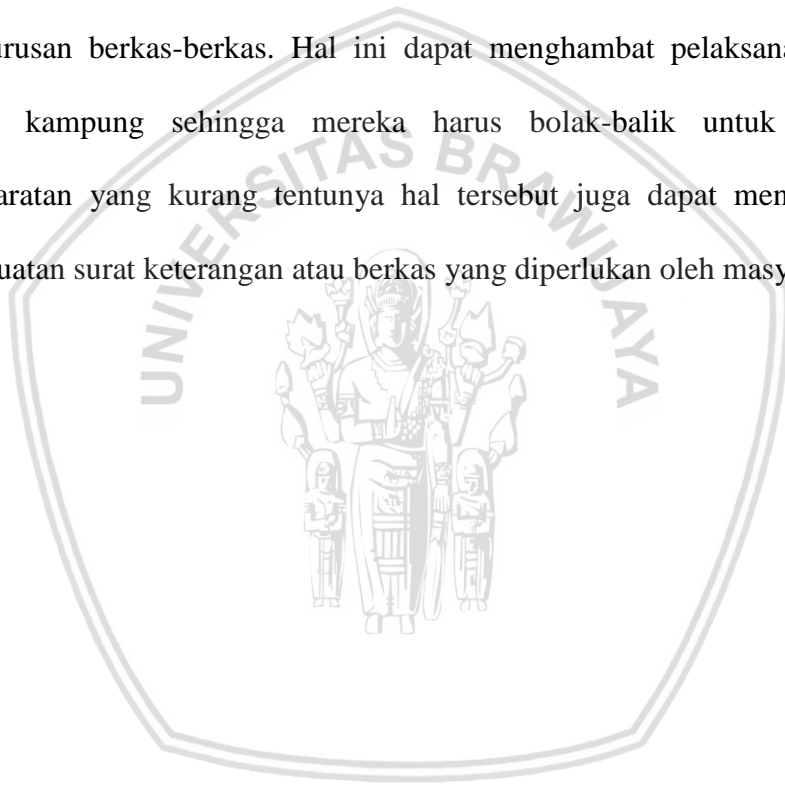 urusan berkas-berkas. Hal ini dapat menghambat pelaksana
kampung sehingga mereka harus bolak-balik untuk
aratan yang kurang tentunya hal tersebut juga dapat men
uatan surat keterangan atau berkas yang diperlukan oleh masy
UNIVERSITAS BRAWIJAYA